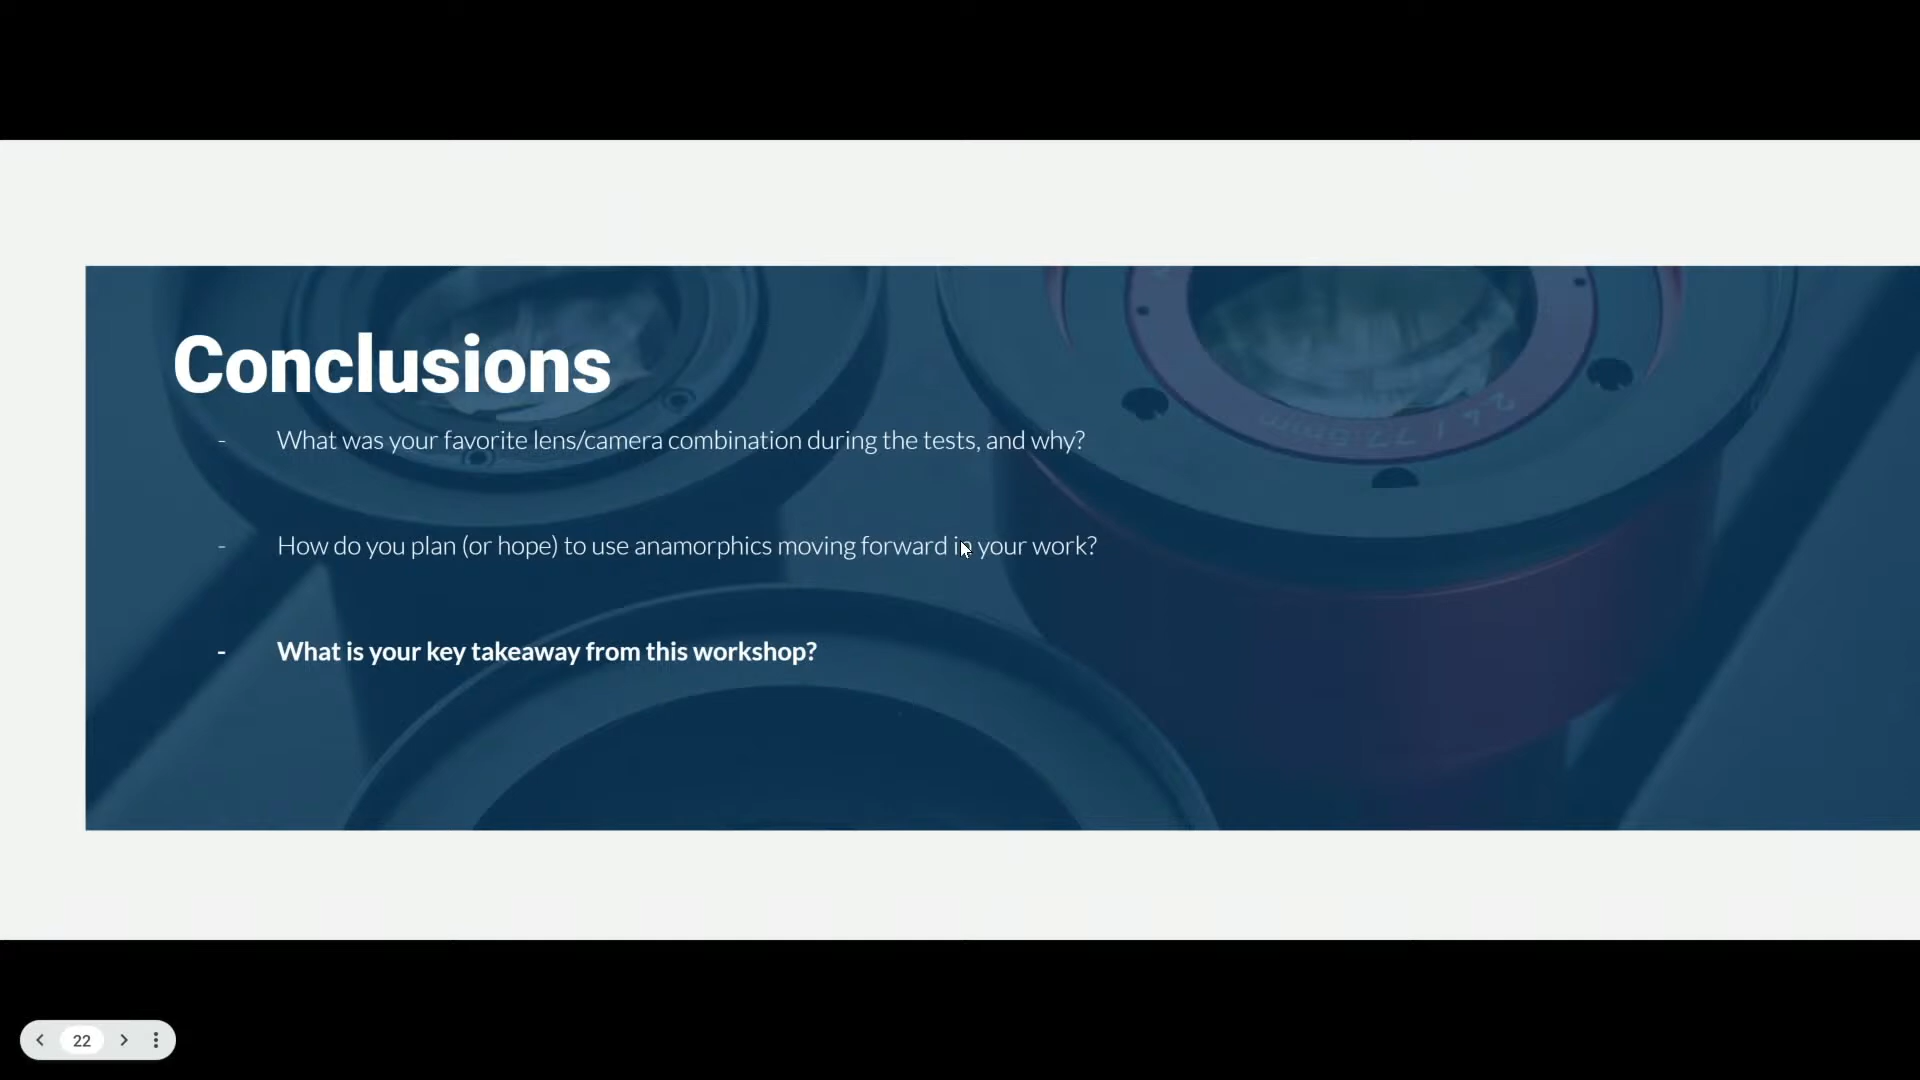 Conclusions
- What was your favorite lens/camera combination during the tests, and why?
- How do you plan (or hope) to use anamorphics moving forward in your work?
- What is your key takeaway from this workshop?
22